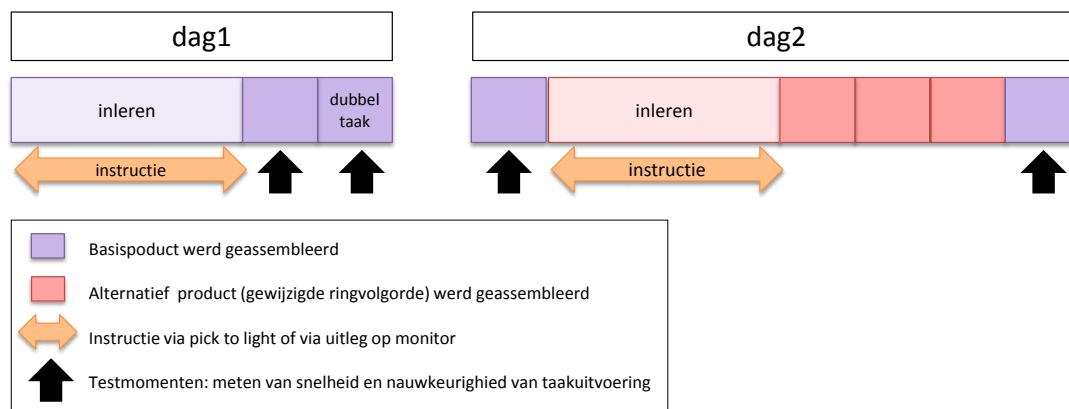 dag1
dag2
inleren
dubbel
taak
inleren
instructie
instructie
Basispoduct werd geassembleerd
Alternatief product (gewijzigde ringvolgorde) werd geassembleerd
Instructie via pick to light of via uitleg op monitor
Testmomenten: meten van snelheid en nauwkeurighied van taakuitvoering